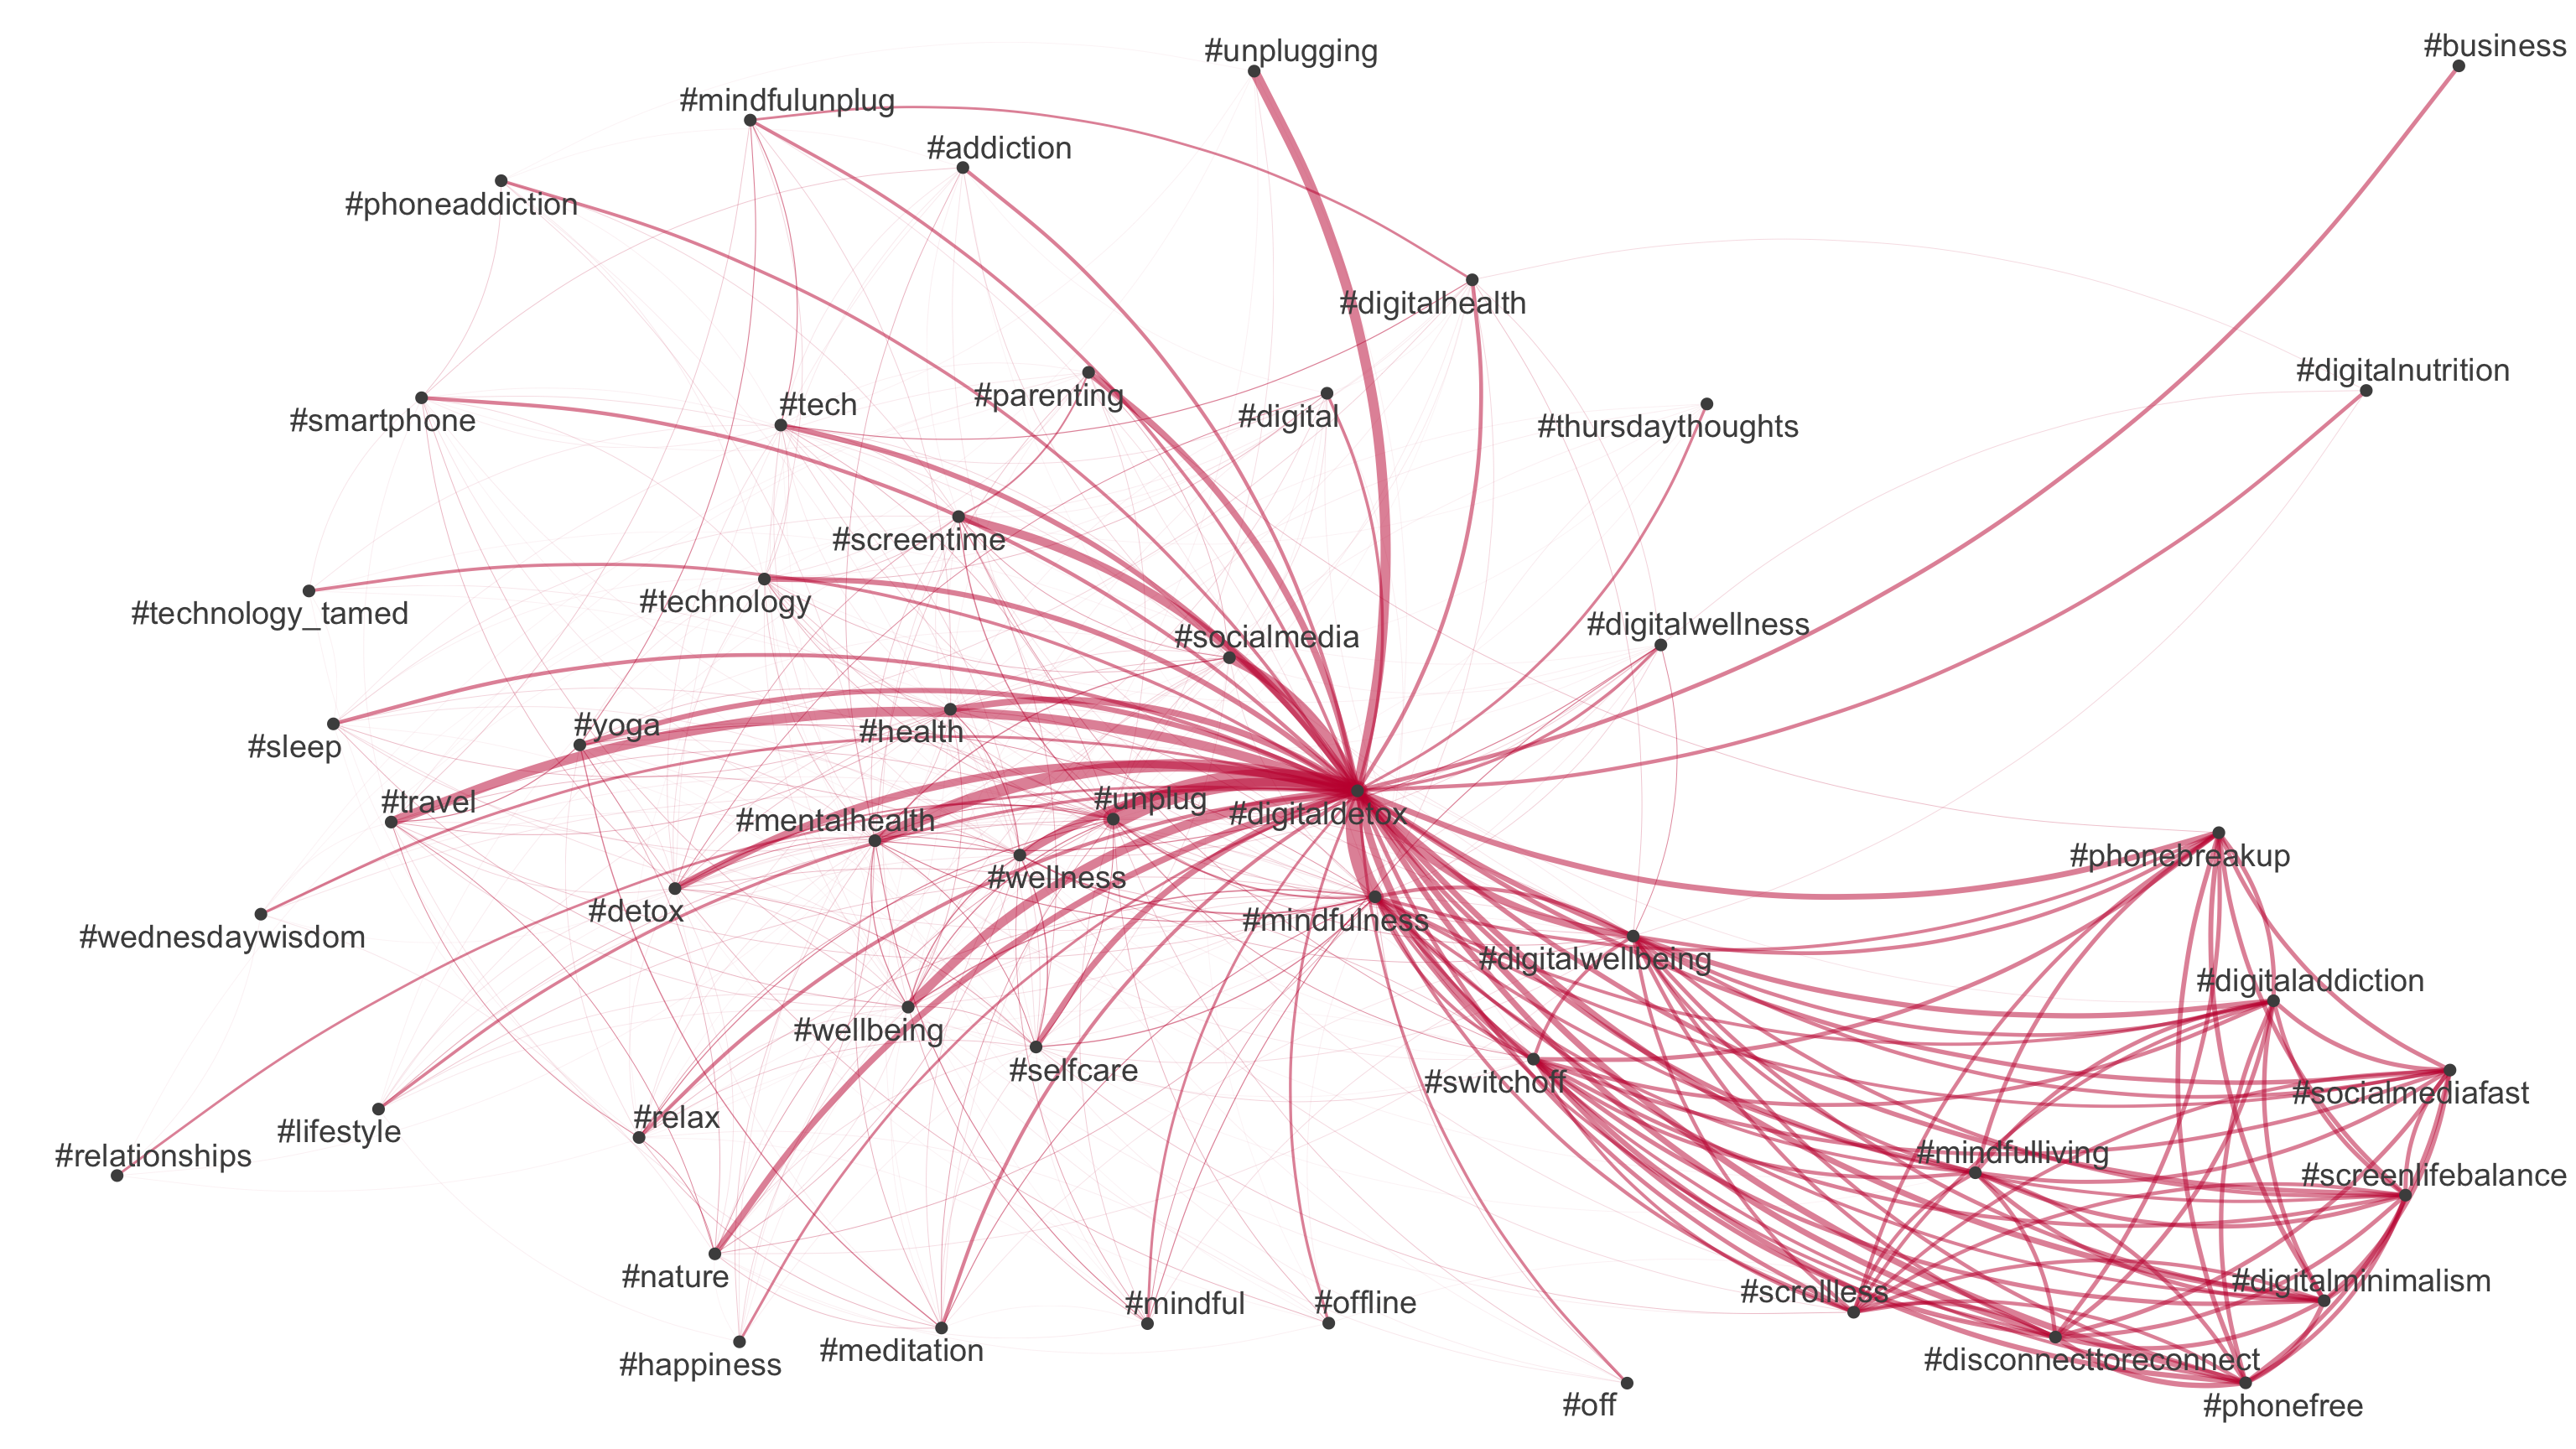 #business
#unplugging
#mindfulunplug
#addiction
#phoneaddiction
#digitalhealth
#digitalnutrition
#parenting
#tech
#digital
#smartphone
#thursdaythoughts
#screentime
#technology
#technology_tamed
#digitalwellness
#socialmedia
#yoga
#health
#sleep
#travel
#unplug
#digitaldetox
#mentalhealth
#phonebreakup
#wellness
#detox
#mindfulness
#wednesdaywisdom
#digitalwellbeing
#digitaladdiction
#wellbeing
#selfcare
#switchoff
#socialmediafast
#relax
#lifestyle
#relationships
#mindfulliving
#screenlifebalance
#nature
#digitalminimalism
#scrollless
#mindful
#offline
#happiness
#meditation
#disconnecttoreconnect
#off
#phonefree